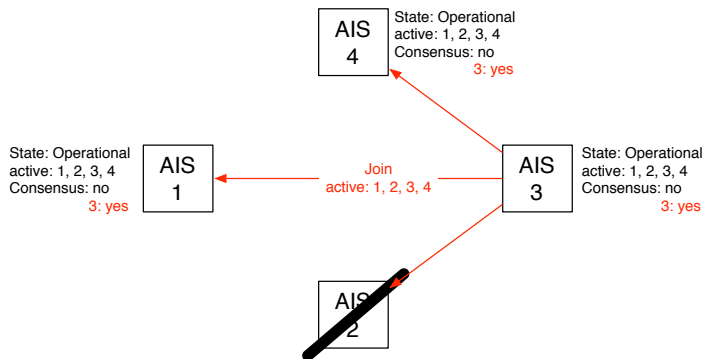 AIS
4
State: Operational
active: 1, 2, 3, 4
Consensus: no
3: yes
State: Operational
active: 1, 2, 3, 4
Consensus: no
3: yes
AIS
1
Join
active: 1, 2, 3, 4
AIS
3
State: Operational
active: 1, 2, 3, 4
Consensus: no
3: yes
AIS
2